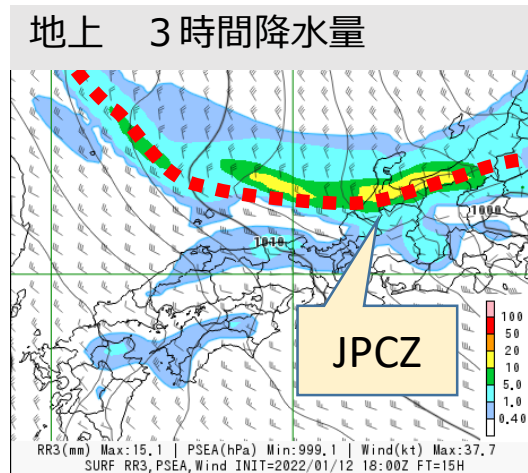 地上　３時間降水量
1000
1010
JPCZ
100
50
20
10
5.0
1.0
0.40
RR3(mm) Max:15.1 | PSEA(hPa) Min:999.1 | Wind(kt) Max:37.7
SURF RR3,PSEA,Wind INIT=2022/01/12 18:00Z FT=15H